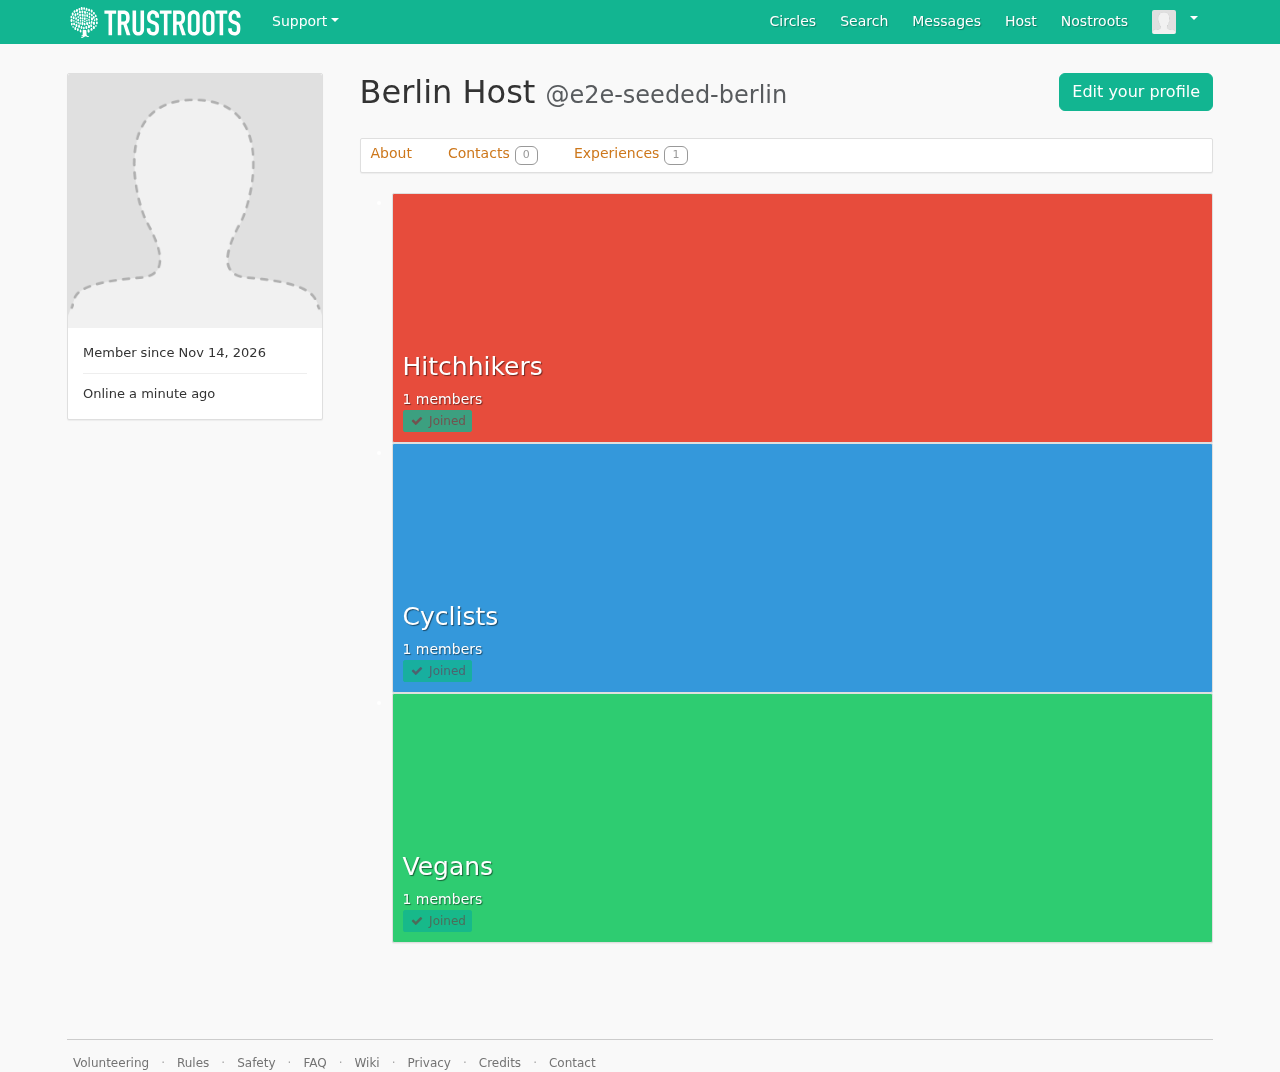 TRUSTROOTS Support Circles Search Messages Host Nostroots
Berlin Host @e2e-seeded-berlin Edit your profile
About Contacts 0 Experiences 1
Member since Nov 14, 2026
Online a minute ago
Hitchhikers
1 members
Joined
Cyclists
1 members
Joined
Vegans
1 members
Joined
Volunteering · Rules · Safety · FAQ · Wiki · Privacy · Credits · Contact